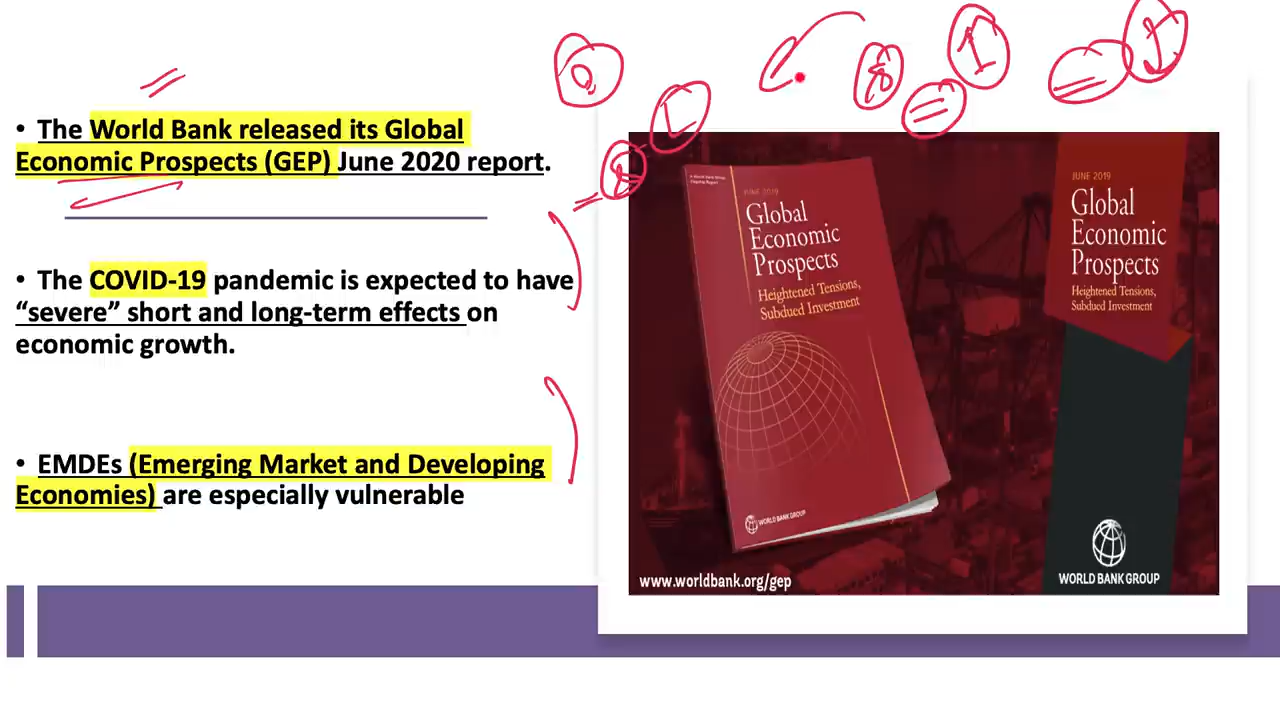 • The World Bank released its Global
Economic Prospects (GEP) June 2020 report.
• The COVID-19 pandemic is expected to have
“severe” short and long-term effects on
economic growth.
• EMDEs (Emerging Market and Developing
Economies) are especially vulnerable
JUNE 2019
Global
Economic
Prospects
Heightened Tensions,
Subdued Investment
WORLD BANK GROUP
www.worldbank.org/gep
JUNE 2019
Global
Economic
Prospects
Heightened Tensions,
Subdued Investment
WORLD BANK GROUP